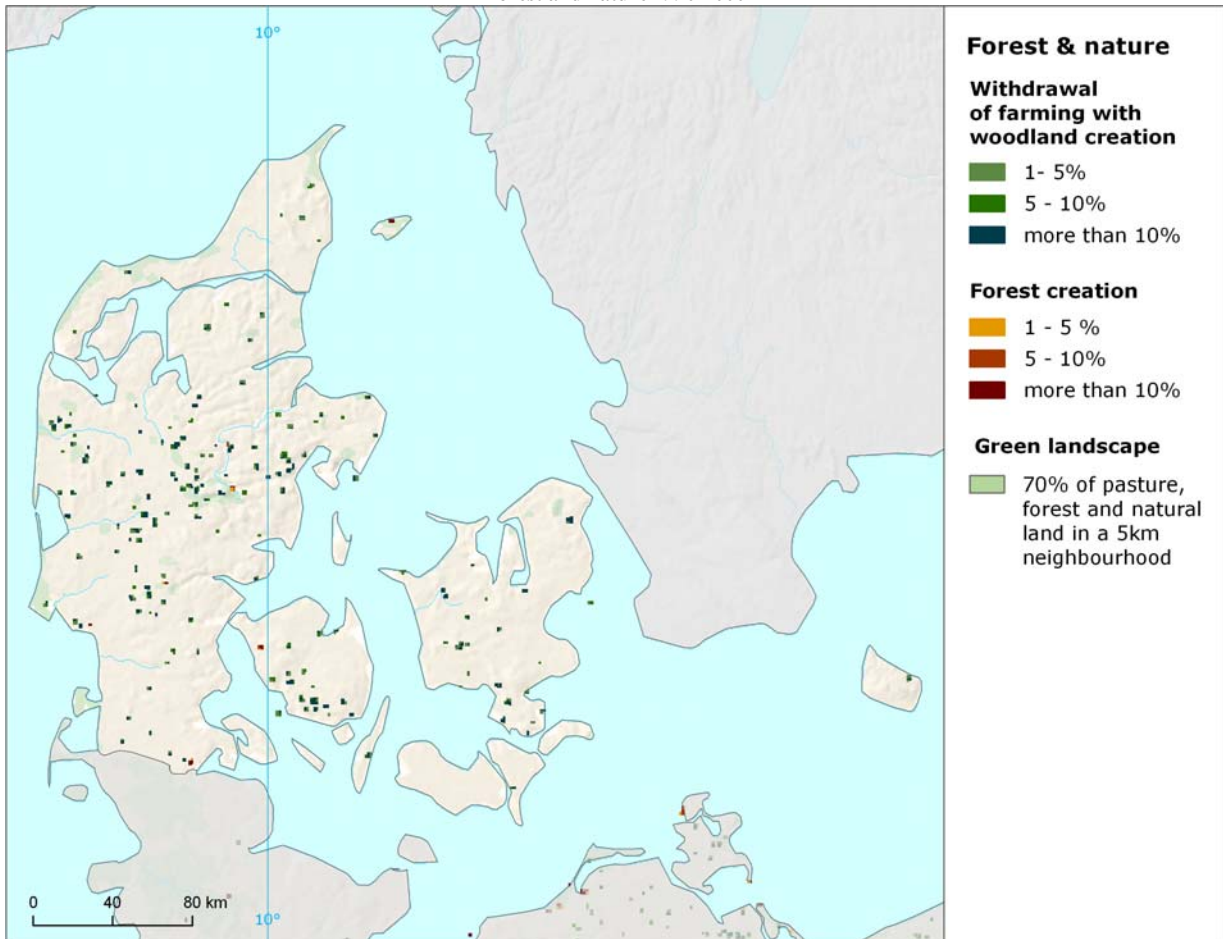 10°
10°
0 40 80 km
Forest & nature
Withdrawal
of farming with
woodland creation
1- 5%
5 - 10%
more than 10%
Forest creation
1 - 5 %
5 - 10%
more than 10%
Green landscape
70% of pasture,
forest and natural
land in a 5km
neighbourhood